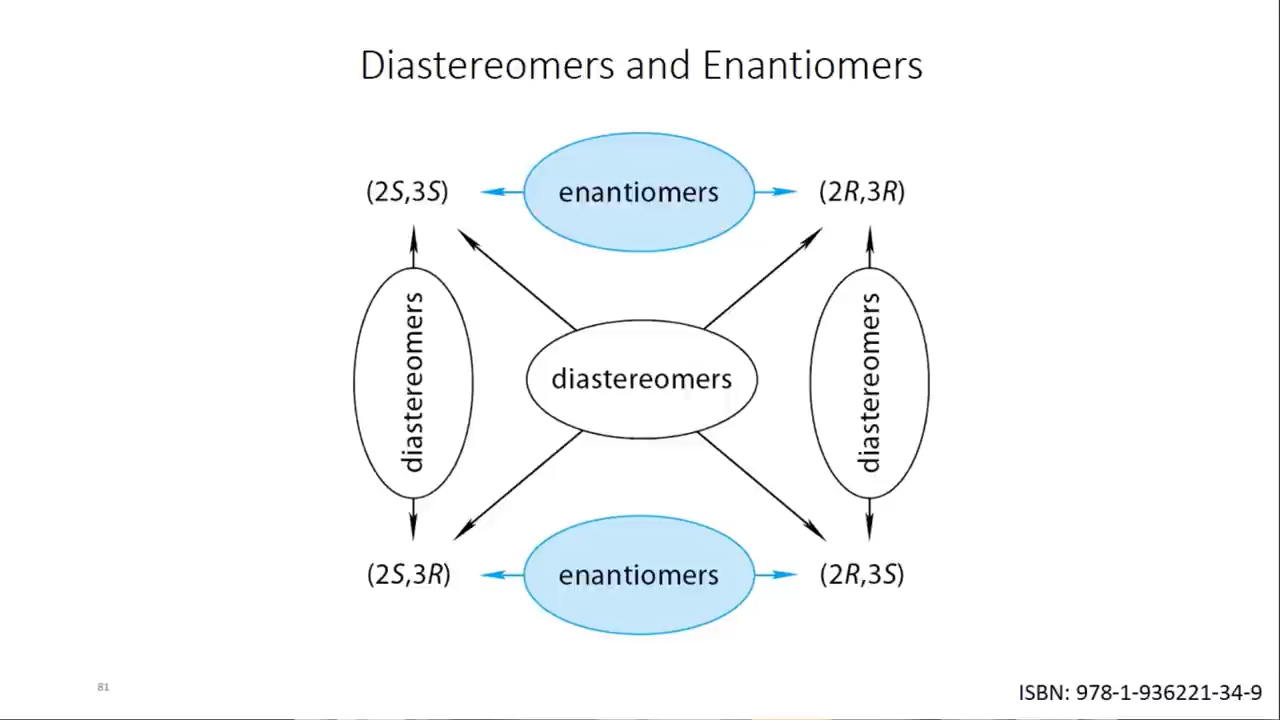 Diastereomers and Enantiomers
(2S,3S)
enantiomers
(2R,3R)
diastereomers
diastereomers
diastereomers
(2S,3R)
enantiomers
(2R,3S)
81
ISBN: 978-1-936221-34-9